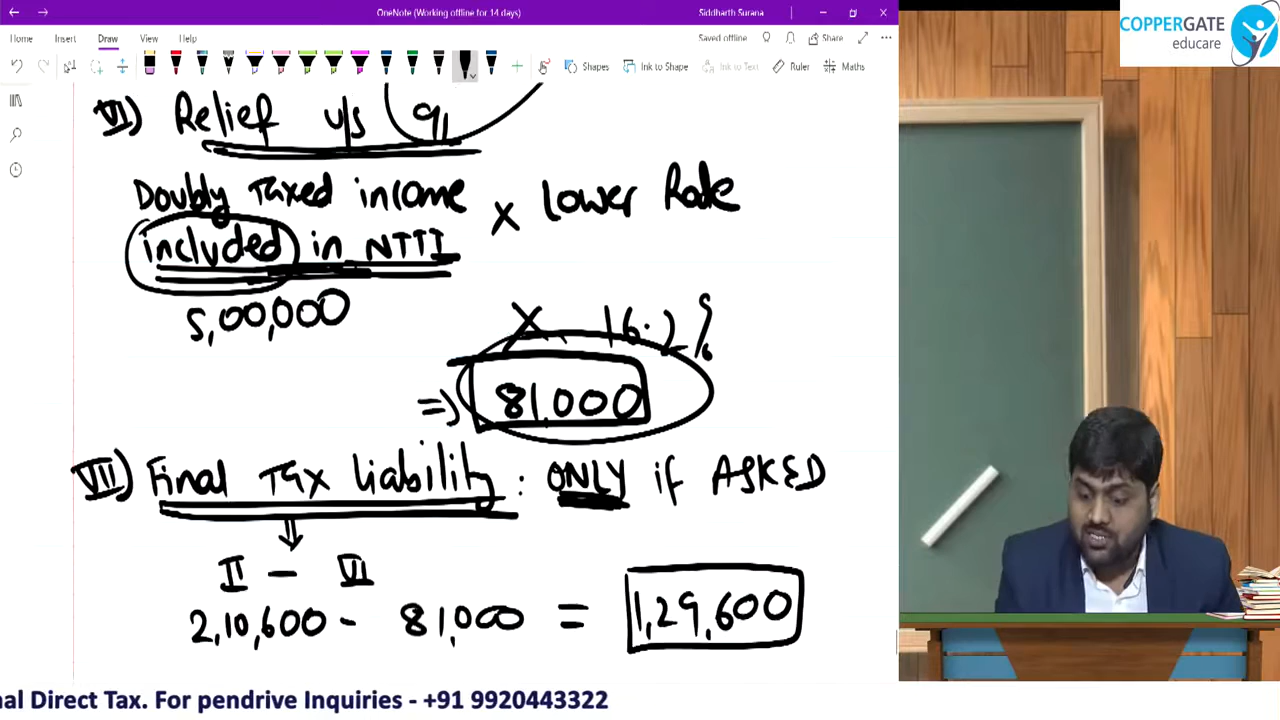 OneNote (Working offline for 14 days)
Siddharth Surana
COPPERGATE
educare
Home Insert Draw View Help
Saved offline
Share
Shapes
Ink to Shape
Ink to Text
Ruler
Maths
VI) Relief u/s 91
Doubly Taxed income X Lower Rate
included in NTTI
5,00,000 X 16.2%
=> 81,000
VII) Final Tax Liability : ONLY if ASKED
II - VI
2,10,600 - 81,000 = 1,29,600
nal Direct Tax. For pendrive Inquiries - +91 9920443322